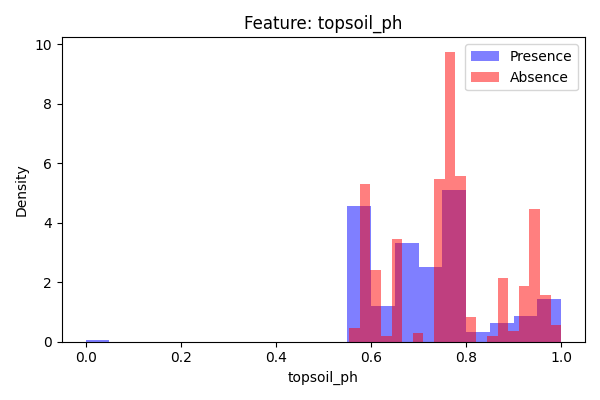 Feature: topsoil_ph
Presence
Absence
Density
10
8
6
4
2
0
0.0 0.2 0.4 0.6 0.8 1.0
topsoil_ph